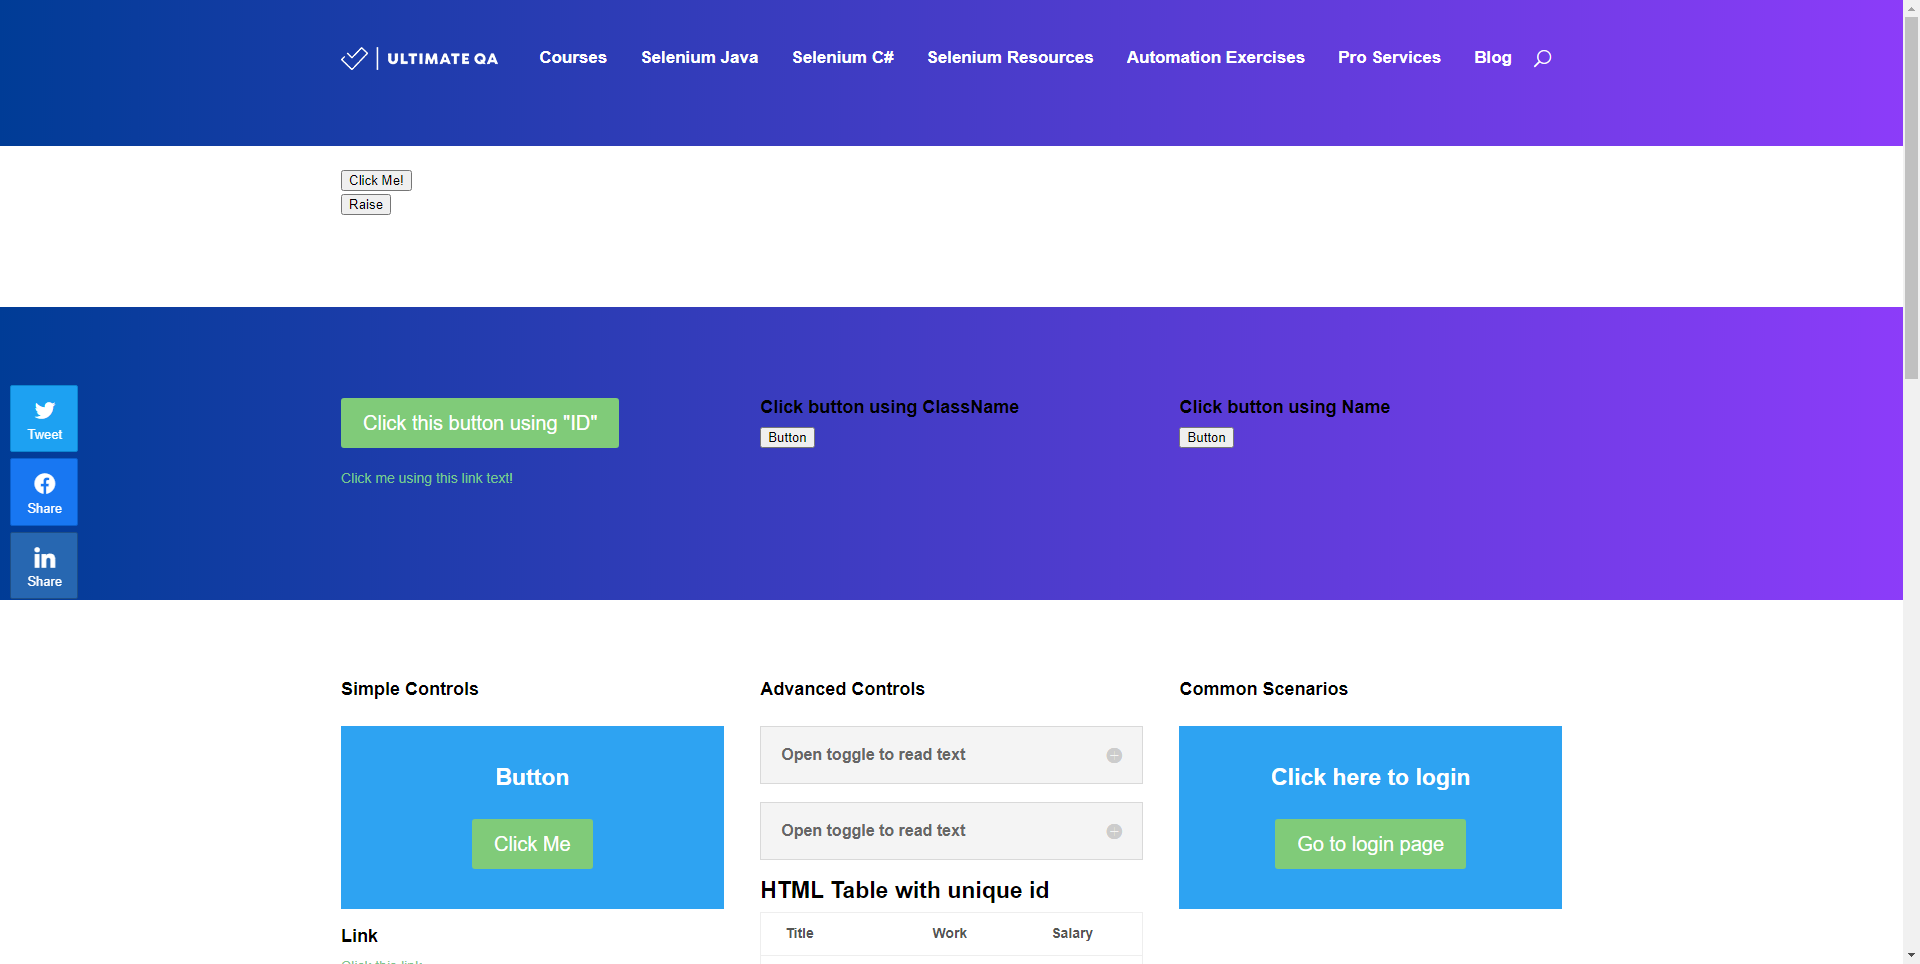 ULTIMATE QA
Courses
Selenium Java
Selenium C#
Selenium Resources
Automation Exercises
Pro Services
Blog
Click Me!
Raise
Tweet
Share
Share
Click this button using "ID"
Click me using this link text!
Click button using ClassName
Button
Click button using Name
Button
Simple Controls
Button
Click Me
Link
Click this link
Advanced Controls
Open toggle to read text
Open toggle to read text
HTML Table with unique id
Title Work Salary
Common Scenarios
Click here to login
Go to login page